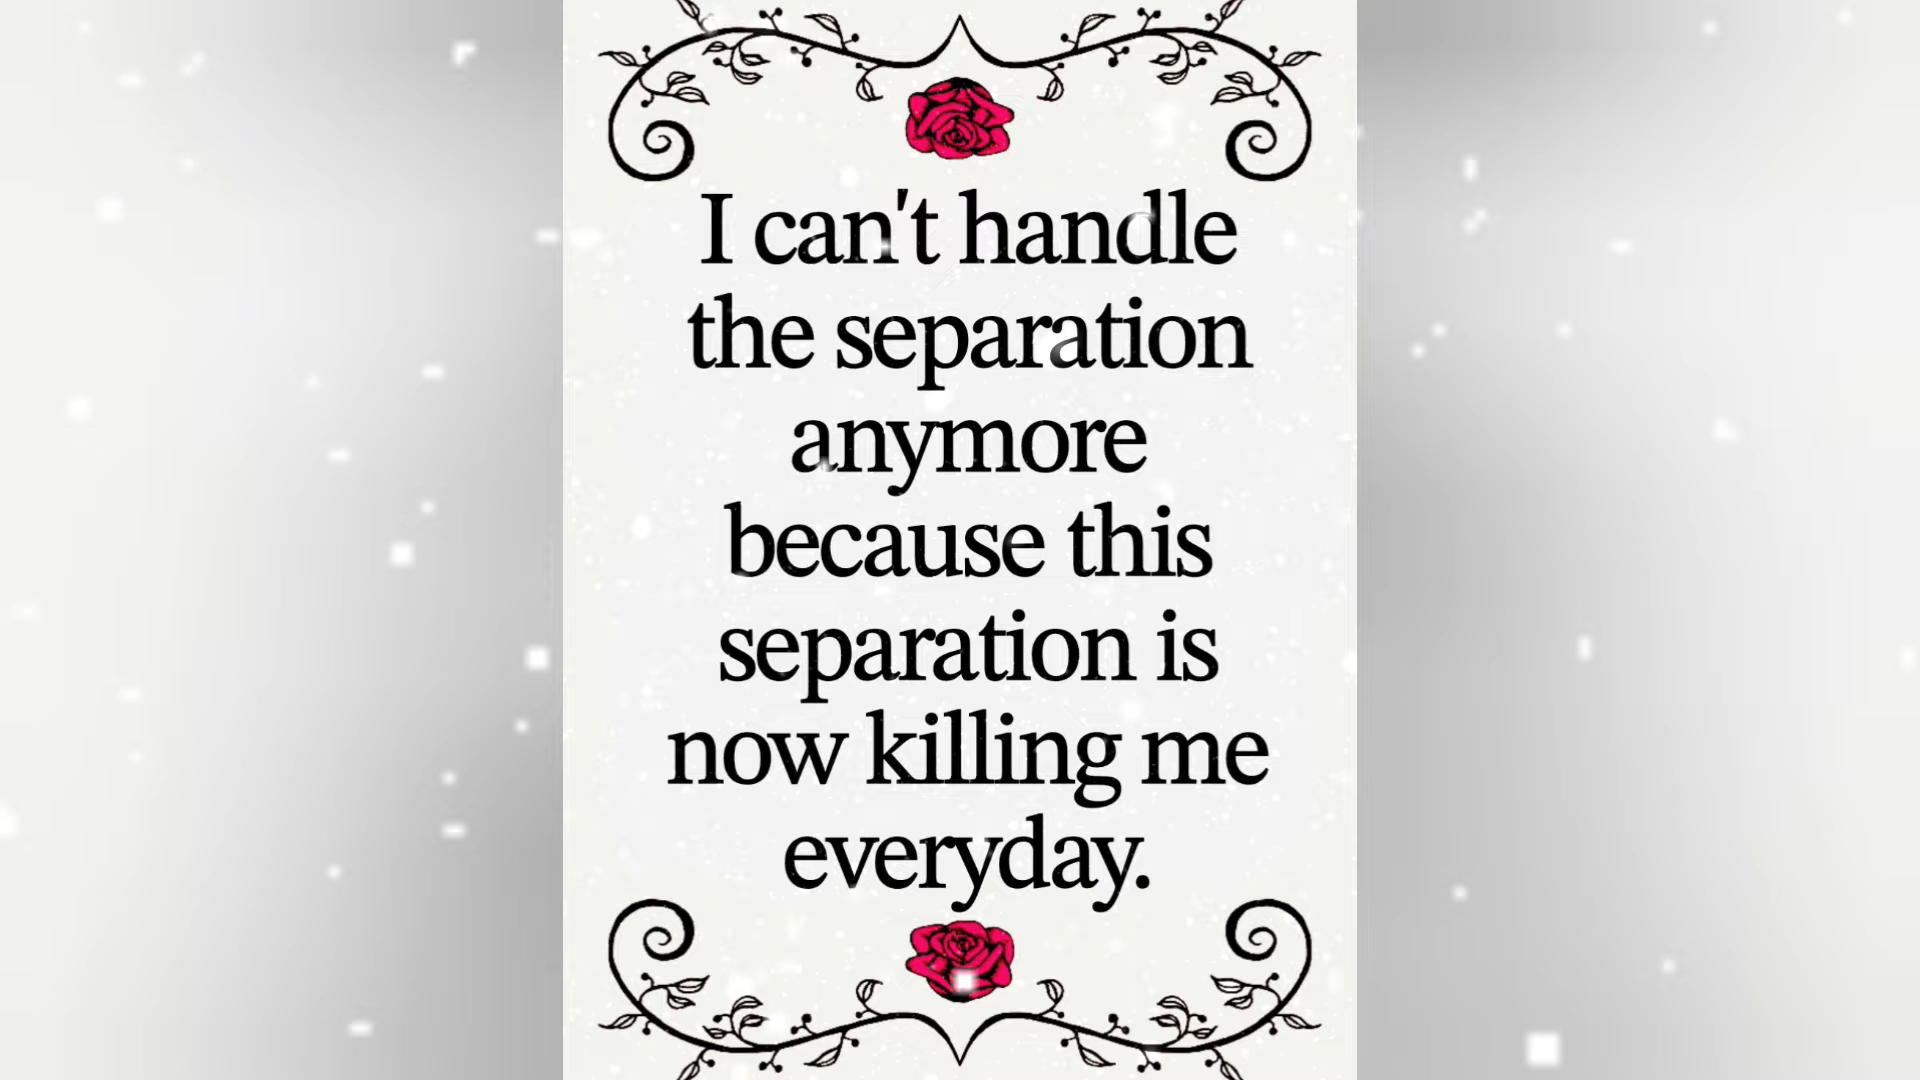 I can't handle
the separation
anymore
because this
separation is
now killing me
everyday.